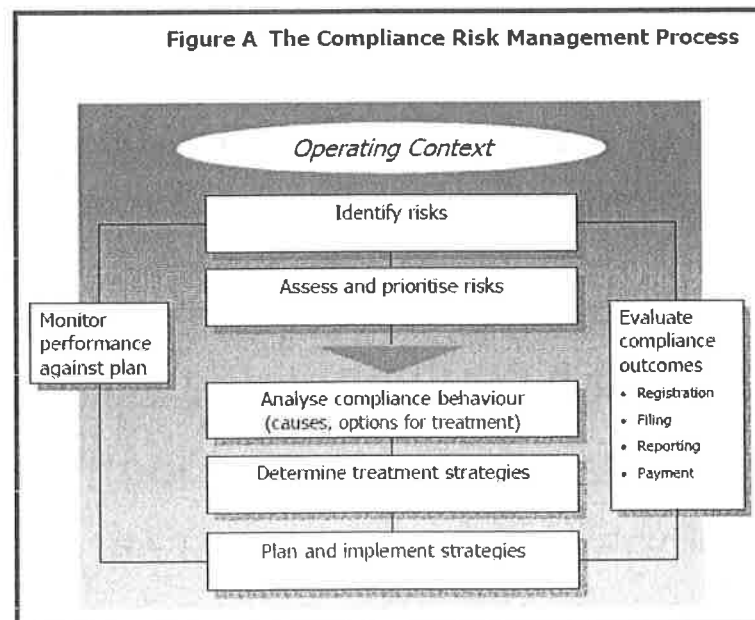 Figure A The Compliance Risk Management Process
Operating Context
Identify risks
Assess and prioritise risks
Monitor
performance
against plan
Evaluate
compliance
outcomes
• Registration
• Filing
• Reporting
• Payment
Analyse compliance behaviour
(causes, options for treatment)
Determine treatment strategies
Plan and implement strategies